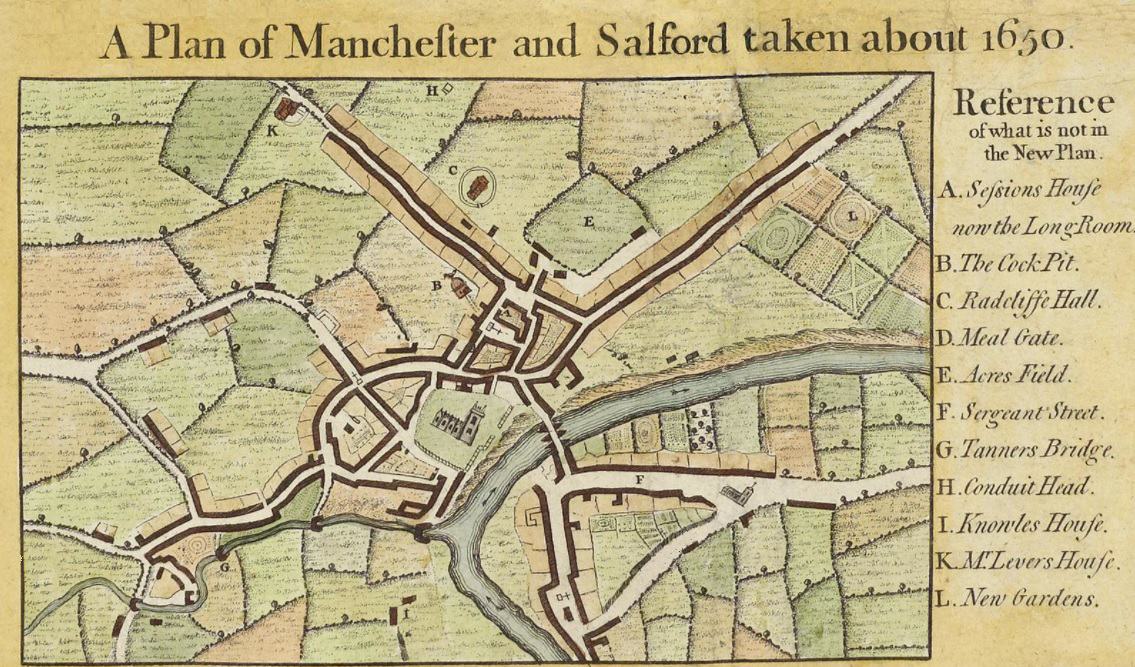 A Plan of Mancheſter and Salford taken about 1650.
Reference
of what is not in
the New Plan.
A. Seſsions Houſe
now the Long Room.
B. The Cock Pit.
C. Radcliffe Hall.
D. Meal Gate.
E. Acres Field.
F. Sergeant Street.
G. Tanners Bridge.
H. Conduit Head.
I. Knowles Houſe.
K. Mr. Levers Houſe.
L. New Gardens.
H
K
C
E
L
B
A
F
G
I